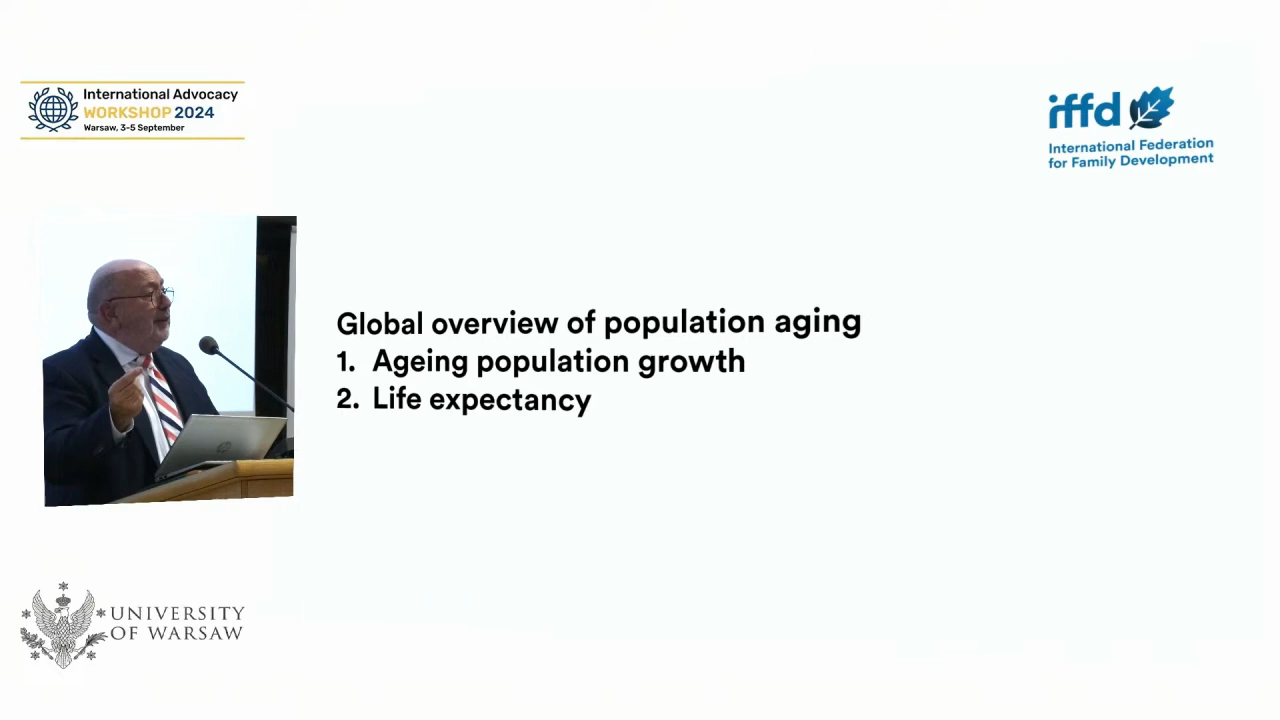 International Advocacy
WORKSHOP 2024
Warsaw, 3-5 September
iffd
International Federation
for Family Development
Global overview of population aging
1. Ageing population growth
2. Life expectancy
UNIVERSITY
OF WARSAW